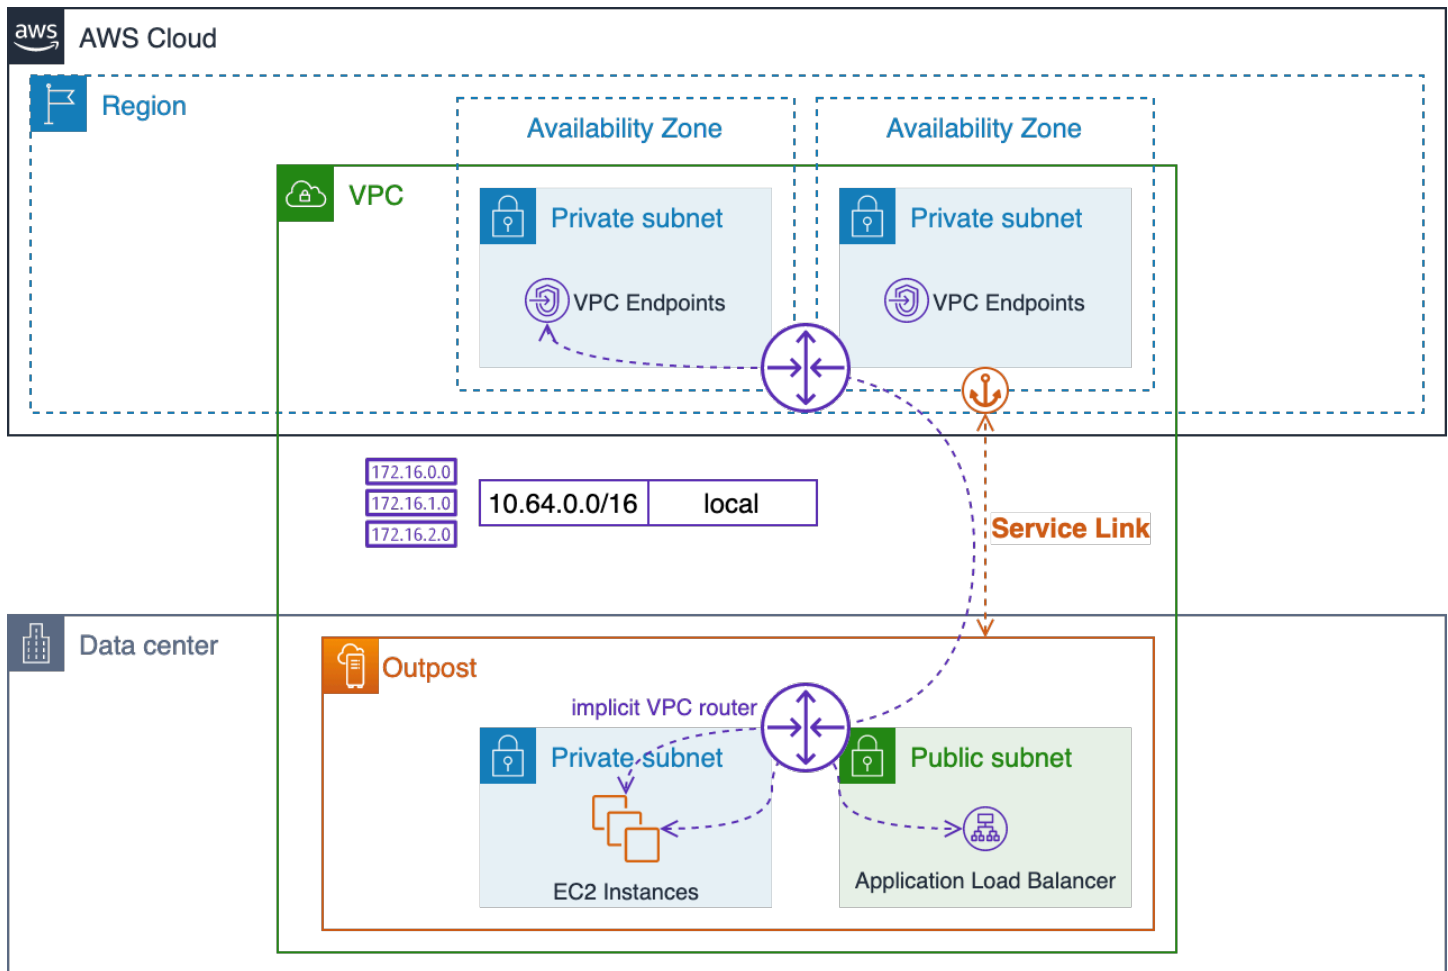 aws
AWS Cloud
Region
Availability Zone
Availability Zone
VPC
Private subnet
Private subnet
VPC Endpoints
VPC Endpoints
172.16.0.0
172.16.1.0
172.16.2.0
10.64.0.0/16
local
Service Link
Data center
Outpost
implicit VPC router
Private subnet
Public subnet
EC2 Instances
Application Load Balancer